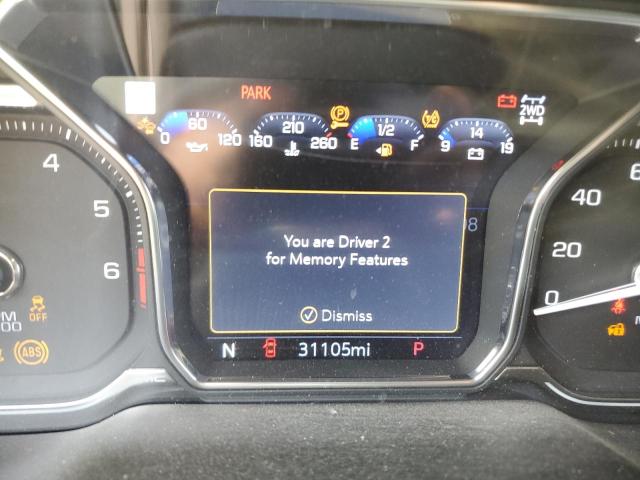 PARK
2WD
0 60 120
160 210 260
E 1/2 F
9 14 19
4
5
6
OFF
ABS
You are Driver 2
for Memory Features
Dismiss
N 31105mi P
40
20
0